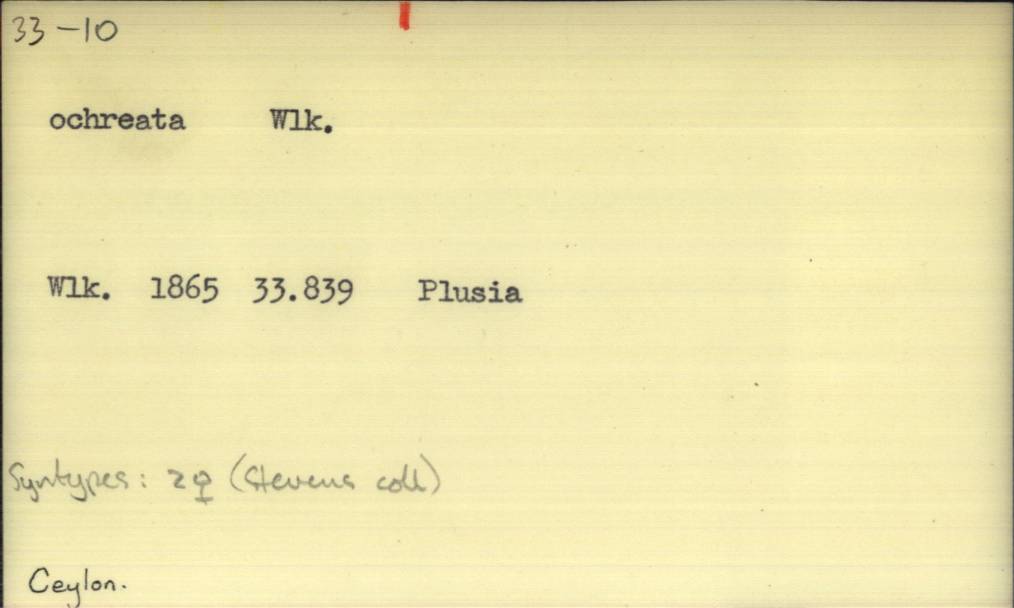 33-10
ochreata Wlk.
Wlk. 1865 33.839 Plusia
Syntypes: 2♀ (Stevens coll)
Ceylon.